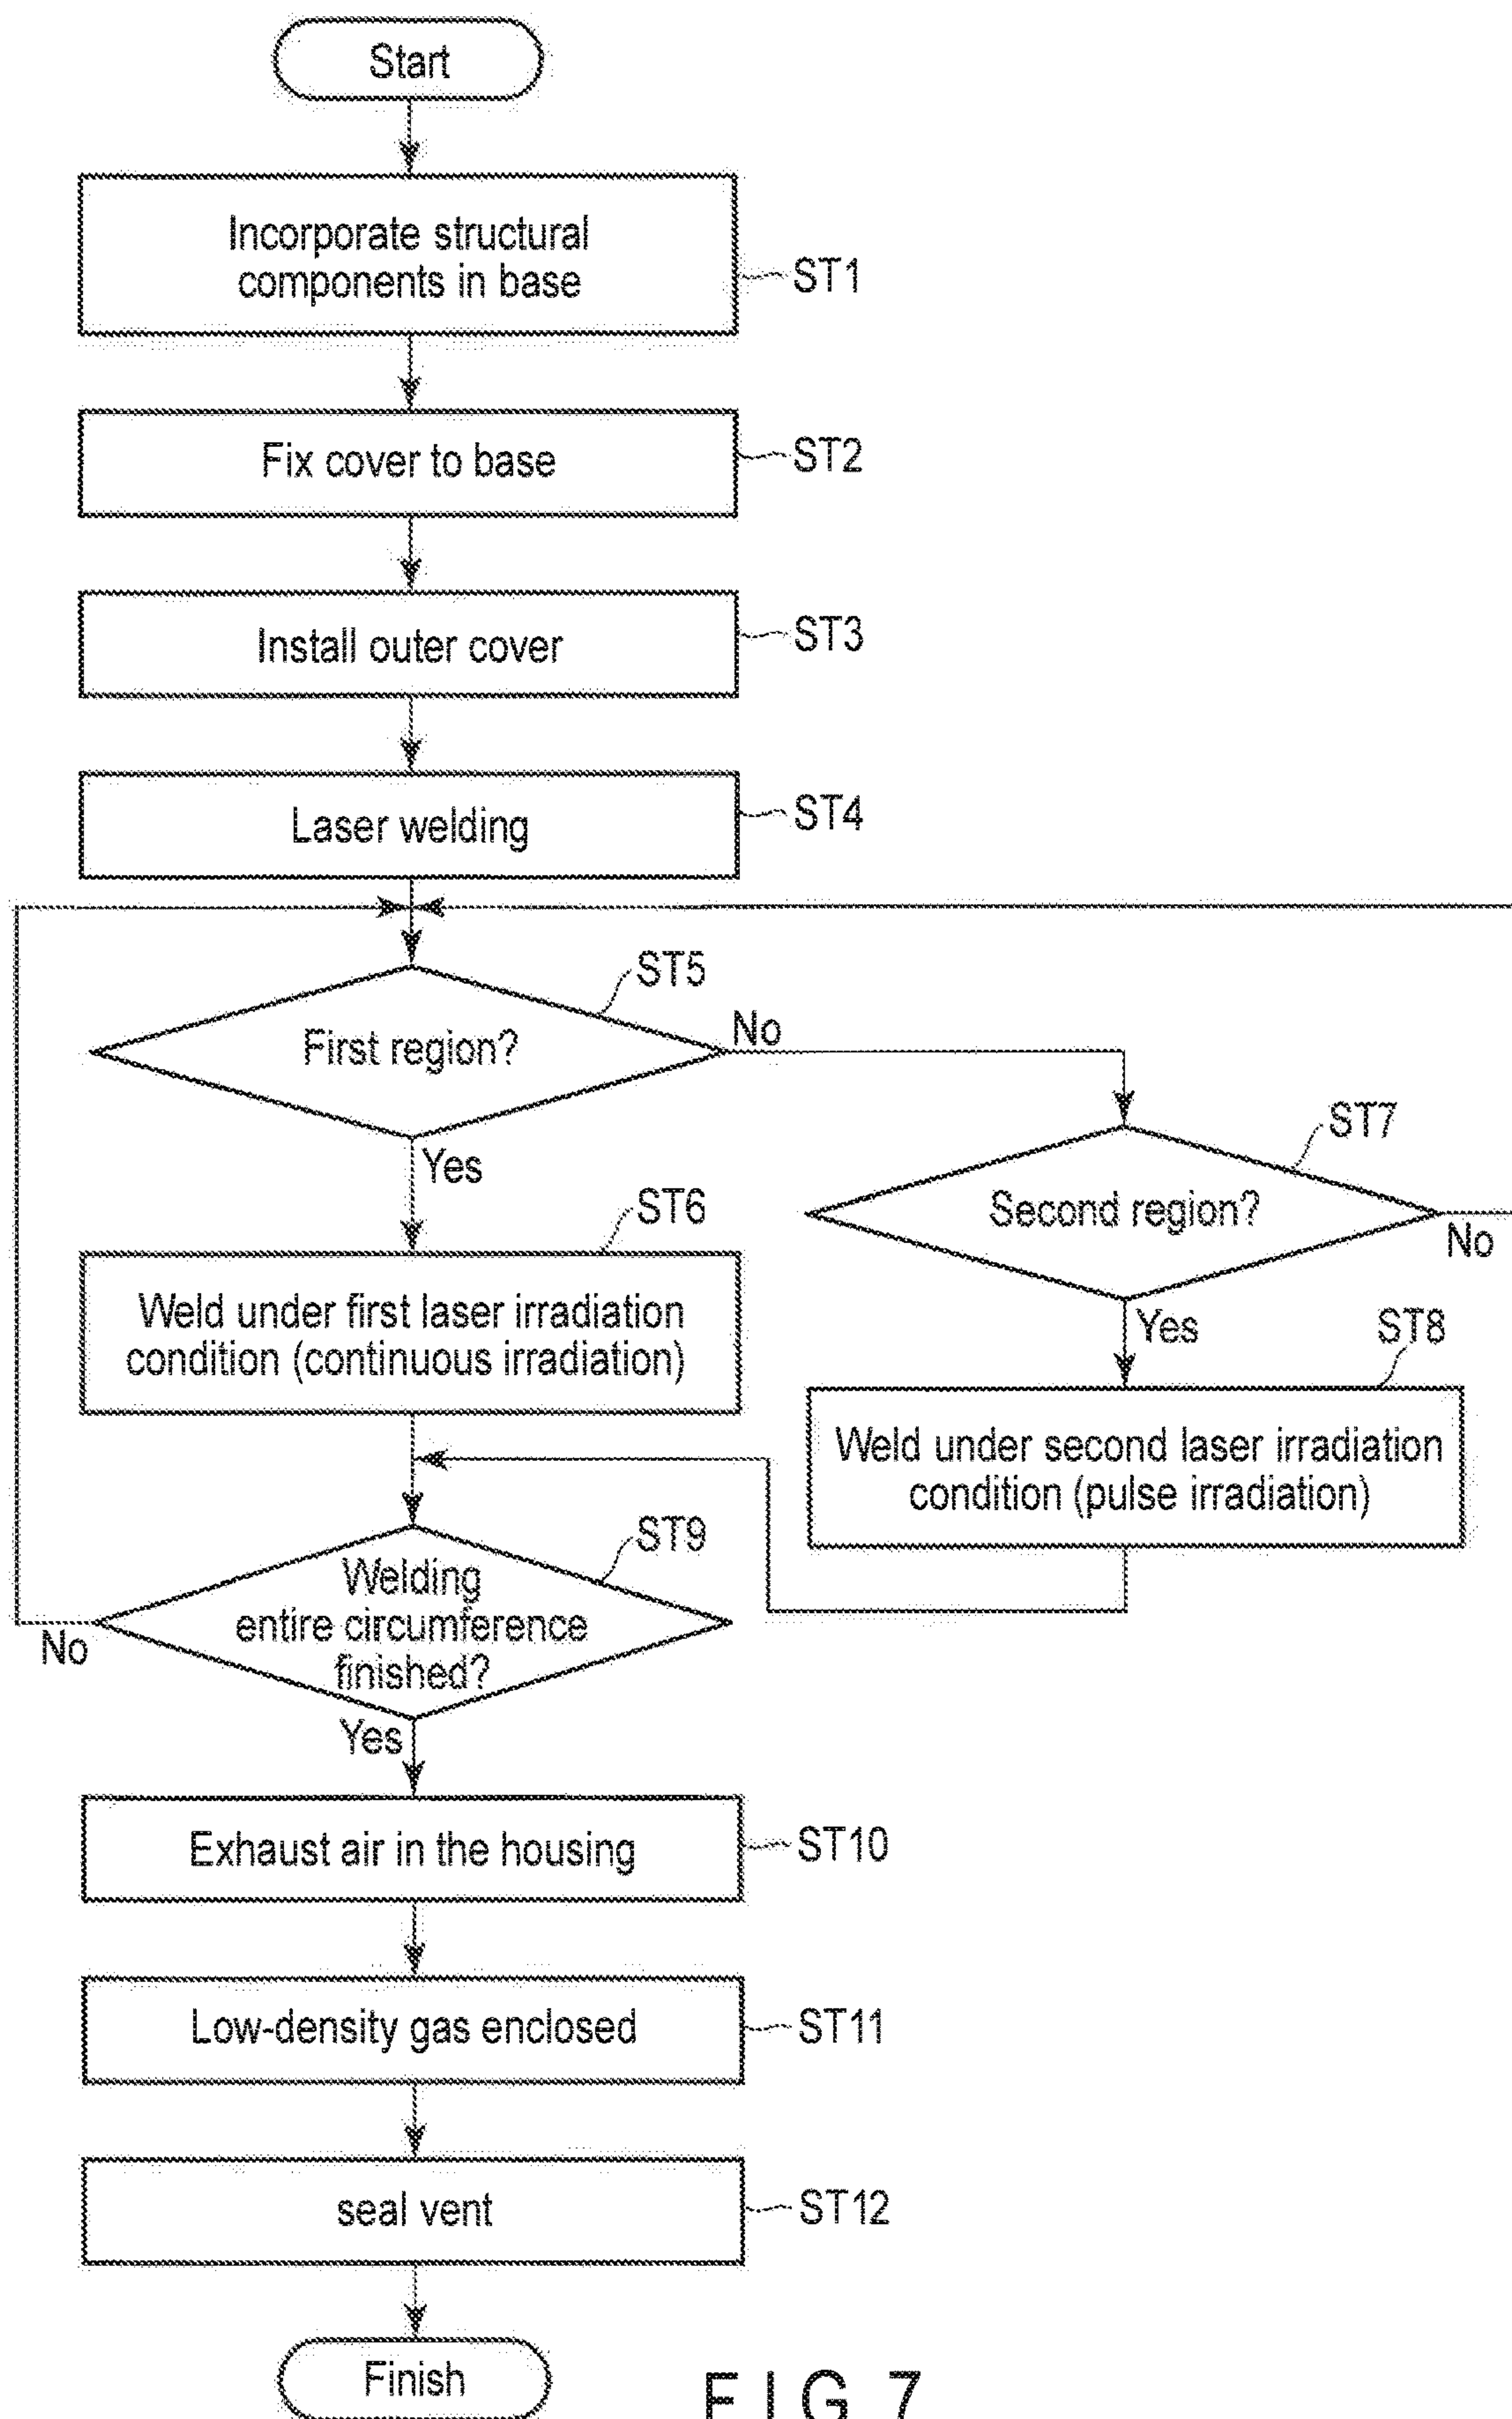 Start
Incorporate structural
components in base
ST1
Fix cover to base
ST2
Install outer cover
ST3
Laser welding
ST4
ST5
First region?
No
Yes
ST7
Second region?
No
Yes
ST6
Weld under first laser irradiation
condition (continuous irradiation)
ST8
Weld under second laser irradiation
condition (pulse irradiation)
ST9
Welding
entire circumference
finished?
No
Yes
Exhaust air in the housing
ST10
Low-density gas enclosed
ST11
seal vent
ST12
Finish
FIG. 7